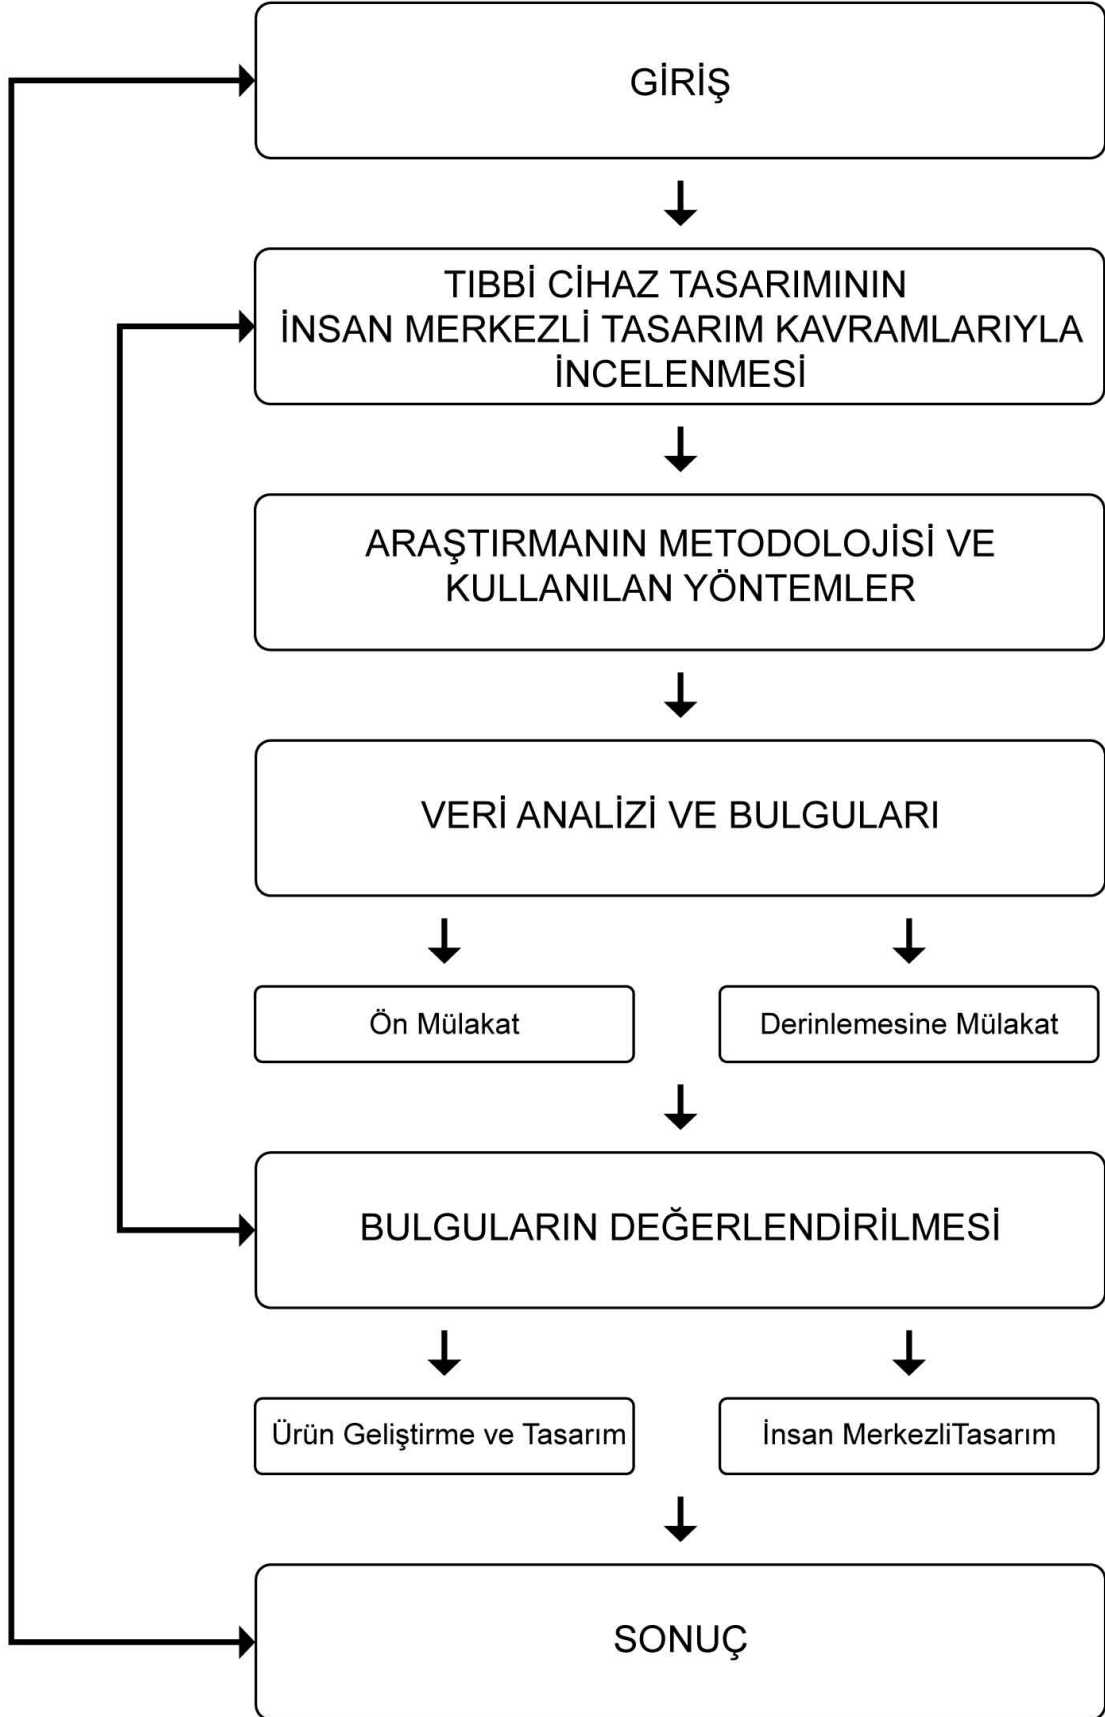 GİRİŞ
TIBBİ CİHAZ TASARIMININ
İNSAN MERKEZLİ TASARIM KAVRAMLARIYLA
İNCELENMESİ
ARAŞTIRMANIN METODOLOJİSİ VE
KULLANILAN YÖNTEMLER
VERİ ANALİZİ VE BULGULARI
Ön Mülakat
Derinlemesine Mülakat
BULGULARIN DEĞERLENDİRİLMESİ
Ürün Geliştirme ve Tasarım
İnsan MerkezliTasarım
SONUÇ